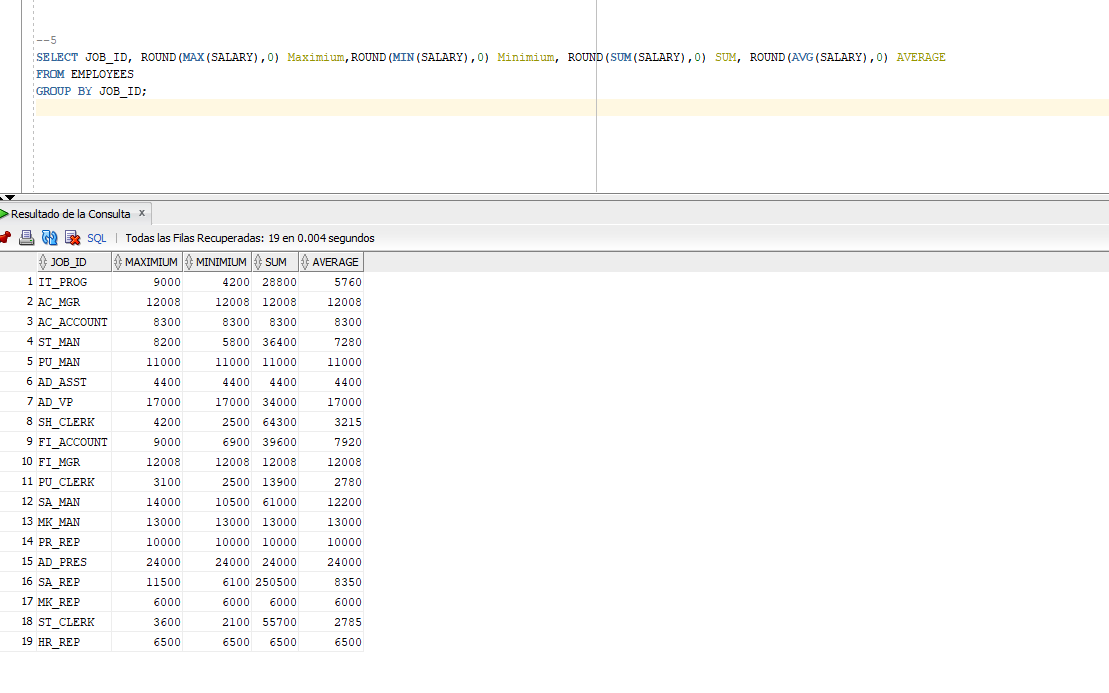 --5
SELECT JOB_ID, ROUND(MAX(SALARY),0) Maximium,ROUND(MIN(SALARY),0) Minimium, ROUND(SUM(SALARY),0) SUM, ROUND(AVG(SALARY),0) AVERAGE
FROM EMPLOYEES
GROUP BY JOB_ID;
Resultado de la Consulta x
SQL | Todas las Filas Recuperadas: 19 en 0.004 segundos
JOB_ID MAXIMIUM MINIMIUM SUM AVERAGE
1 IT_PROG 9000 4200 28800 5760
2 AC_MGR 12008 12008 12008 12008
3 AC_ACCOUNT 8300 8300 8300 8300
4 ST_MAN 8200 5800 36400 7280
5 PU_MAN 11000 11000 11000 11000
6 AD_ASST 4400 4400 4400 4400
7 AD_VP 17000 17000 34000 17000
8 SH_CLERK 4200 2500 64300 3215
9 FI_ACCOUNT 9000 6900 39600 7920
10 FI_MGR 12008 12008 12008 12008
11 PU_CLERK 3100 2500 13900 2780
12 SA_MAN 14000 10500 61000 12200
13 MK_MAN 13000 13000 13000 13000
14 PR_REP 10000 10000 10000 10000
15 AD_PRES 24000 24000 24000 24000
16 SA_REP 11500 6100 250500 8350
17 MK_REP 6000 6000 6000 6000
18 ST_CLERK 3600 2100 55700 2785
19 HR_REP 6500 6500 6500 6500